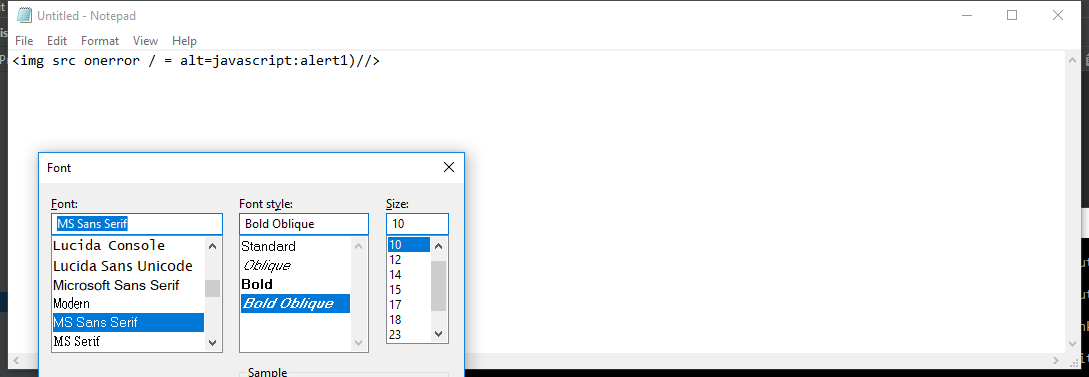 Untitled - Notepad
File Edit Format View Help
<img src onerror / = alt=javascript:alert1)//>
Font
Font: Font style: Size:
MS Sans Serif Bold Oblique 10
Lucida Console Standard 10
Lucida Sans Unicode Oblique 12
Microsoft Sans Serif Bold 14
Modern Bold Oblique 15
MS Sans Serif 17
MS Serif 18
23
Sample